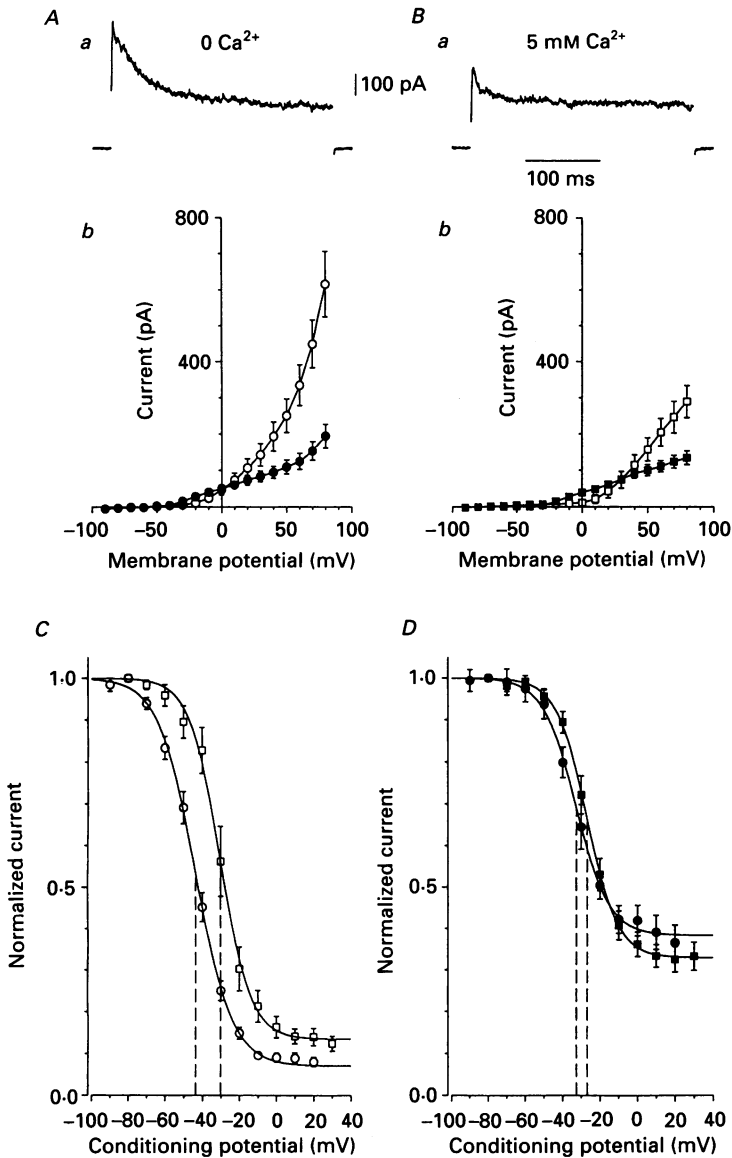 A
a
0 Ca²⁺
100 pA
B
a
5 mM Ca²⁺
100 ms
b
800
400
Current (pA)
−100 −50 0 50 100
Membrane potential (mV)
b
800
400
Current (pA)
−100 −50 0 50 100
Membrane potential (mV)
C
1·0
0·5
0·0
Normalized current
−100 −80 −60 −40 −20 0 20 40
Conditioning potential (mV)
D
1·0
0·5
0·0
Normalized current
−100 −80 −60 −40 −20 0 20 40
Conditioning potential (mV)